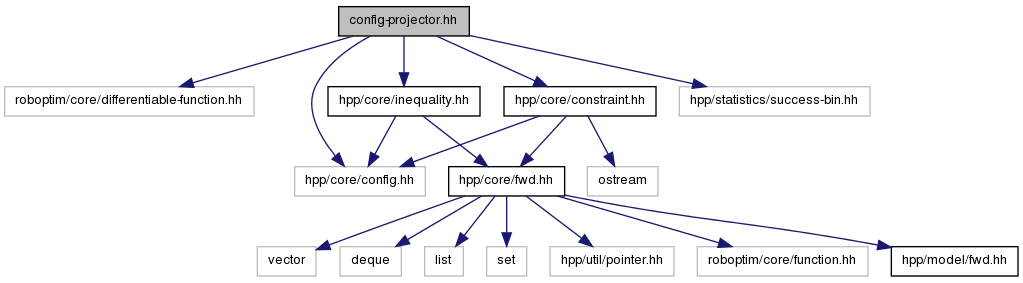 config-projector.hh
roboptim/core/differentiable-function.hh
hpp/core/inequality.hh
hpp/core/constraint.hh
hpp/statistics/success-bin.hh
hpp/core/config.hh
hpp/core/fwd.hh
ostream
vector
deque
list
set
hpp/util/pointer.hh
roboptim/core/function.hh
hpp/model/fwd.hh